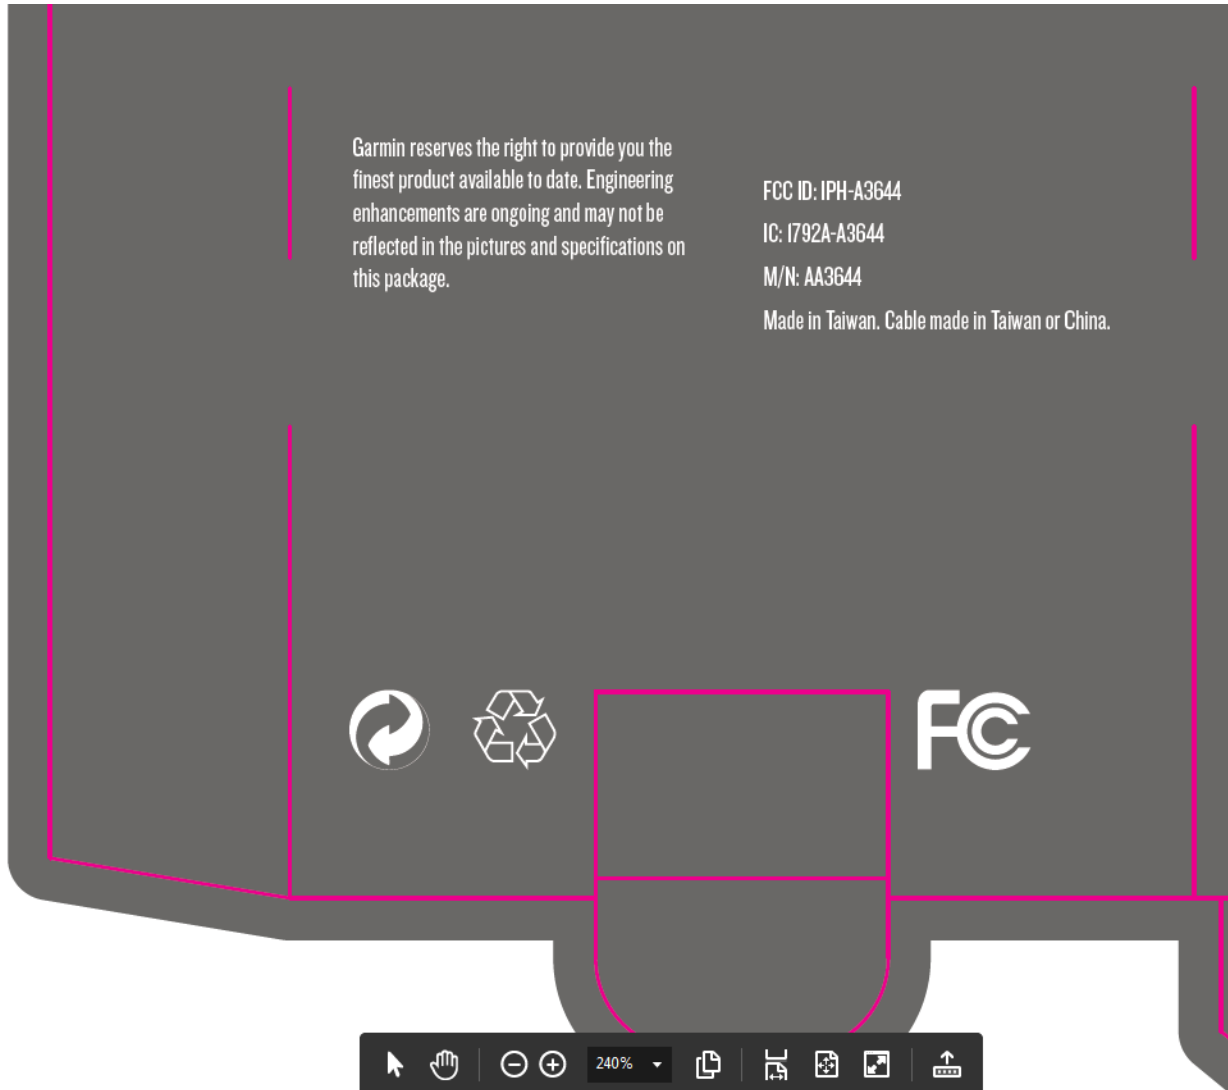 Garmin reserves the right to provide you the
finest product available to date. Engineering
enhancements are ongoing and may not be
reflected in the pictures and specifications on
this package.
FCC ID: IPH-A3644
IC: 1792A-A3644
M/N: AA3644
Made in Taiwan. Cable made in Taiwan or China.
FC
240%